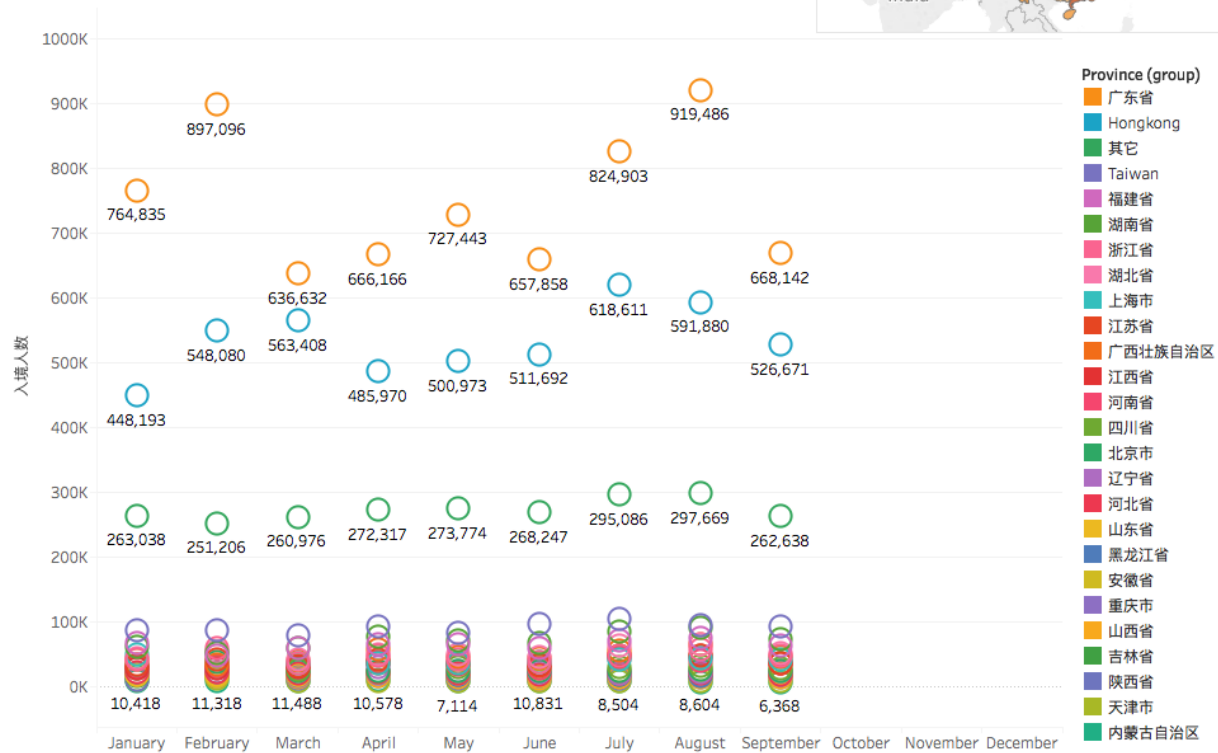 1000K
900K
800K
700K
600K
500K
400K
300K
200K
100K
0K
入境人数
764,835
897,096
636,632
666,166
727,443
657,858
824,903
919,486
668,142
448,193
548,080
563,408
485,970
500,973
511,692
618,611
591,880
526,671
263,038
251,206
260,976
272,317
273,774
268,247
295,086
297,669
262,638
10,418
11,318
11,488
10,578
7,114
10,831
8,504
8,604
6,368
January
February
March
April
May
June
July
August
September
October
November
December
Province (group)
广东省
Hongkong
其它
Taiwan
福建省
湖南省
浙江省
湖北省
上海市
江苏省
广西壮族自治区
江西省
河南省
四川省
北京市
辽宁省
河北省
山东省
黑龙江省
安徽省
重庆市
山西省
吉林省
陕西省
天津市
内蒙古自治区